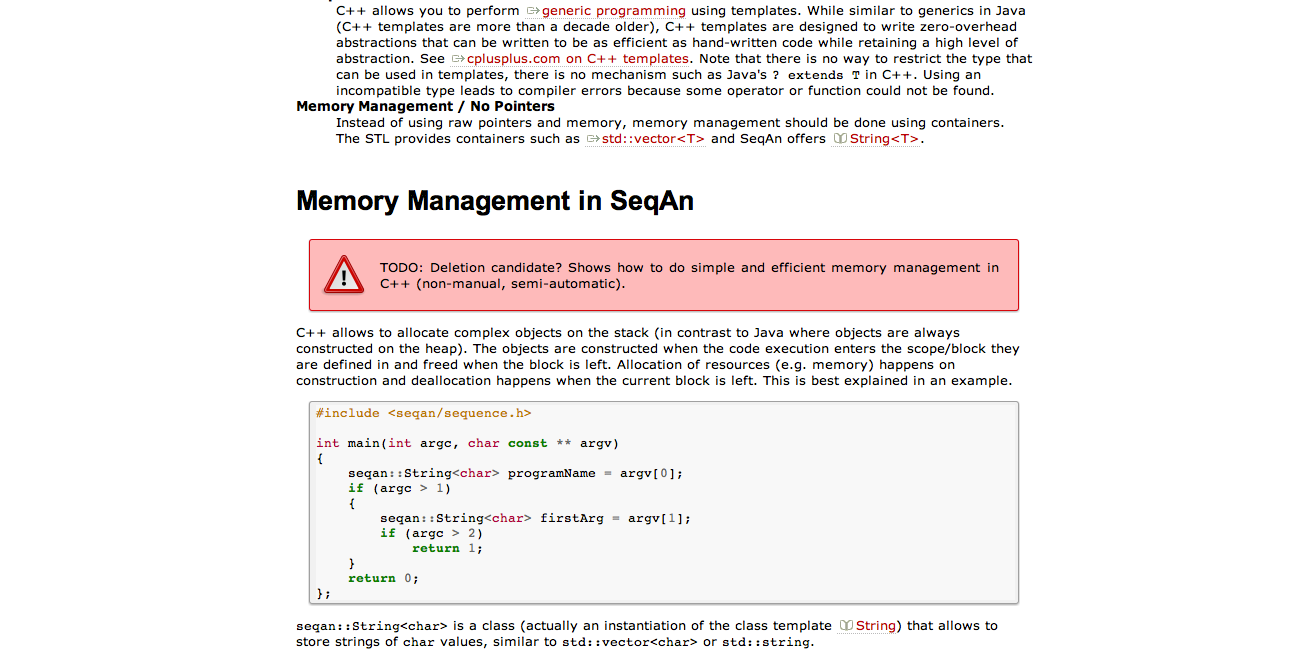 C++ allows you to perform generic programming using templates. While similar to generics in Java
(C++ templates are more than a decade older), C++ templates are designed to write zero-overhead
abstractions that can be written to be as efficient as hand-written code while retaining a high level of
abstraction. See cplusplus.com on C++ templates. Note that there is no way to restrict the type that
can be used in templates, there is no mechanism such as Java's ? extends T in C++. Using an
incompatible type leads to compiler errors because some operator or function could not be found.
Memory Management / No Pointers
Instead of using raw pointers and memory, memory management should be done using containers.
The STL provides containers such as std::vector<T> and SeqAn offers String<T>.
Memory Management in SeqAn
TODO: Deletion candidate? Shows how to do simple and efficient memory management in
C++ (non-manual, semi-automatic).
C++ allows to allocate complex objects on the stack (in contrast to Java where objects are always
constructed on the heap). The objects are constructed when the code execution enters the scope/block they
are defined in and freed when the block is left. Allocation of resources (e.g. memory) happens on
construction and deallocation happens when the current block is left. This is best explained in an example.
#include <seqan/sequence.h>
int main(int argc, char const ** argv)
{
    seqan::String<char> programName = argv[0];
    if (argc > 1)
    {
        seqan::String<char> firstArg = argv[1];
        if (argc > 2)
            return 1;
    }
    return 0;
};
seqan::String<char> is a class (actually an instantiation of the class template String) that allows to
store strings of char values, similar to std::vector<char> or std::string.